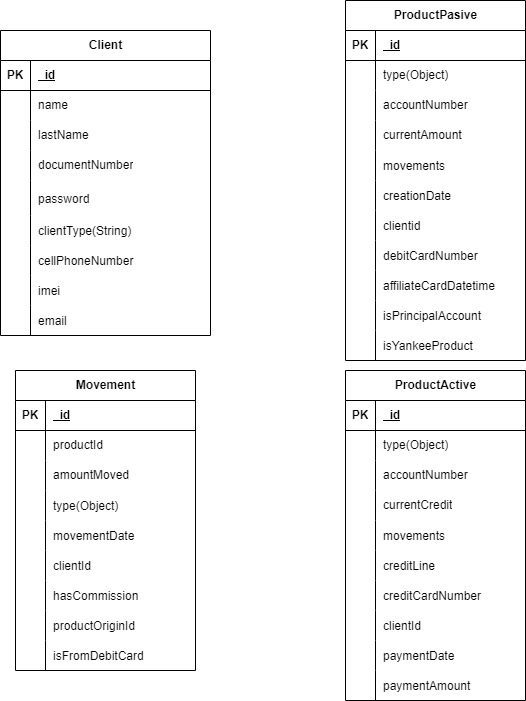 Client
PK _id
name
lastName
documentNumber
password
clientType(String)
cellPhoneNumber
imei
email
ProductPasive
PK _id
type(Object)
accountNumber
currentAmount
movements
creationDate
clientid
debitCardNumber
affiliateCardDatetime
isPrincipalAccount
isYankeeProduct
Movement
PK _id
productId
amountMoved
type(Object)
movementDate
clientId
hasCommission
productOriginId
isFromDebitCard
ProductActive
PK _id
type(Object)
accountNumber
currentCredit
movements
creditLine
creditCardNumber
clientId
paymentDate
paymentAmount